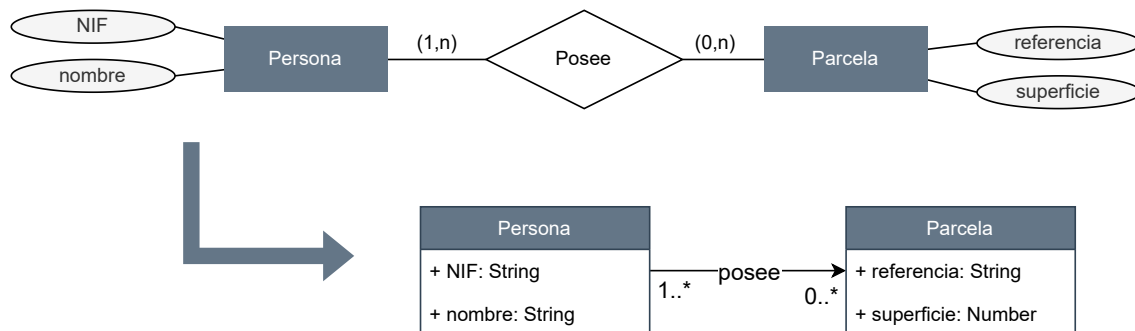 NIF
nombre
Persona
(1,n)
Posee
(0,n)
Parcela
referencia
superficie
Persona
+ NIF: String
+ nombre: String
1..*
posee
0..*
Parcela
+ referencia: String
+ superficie: Number